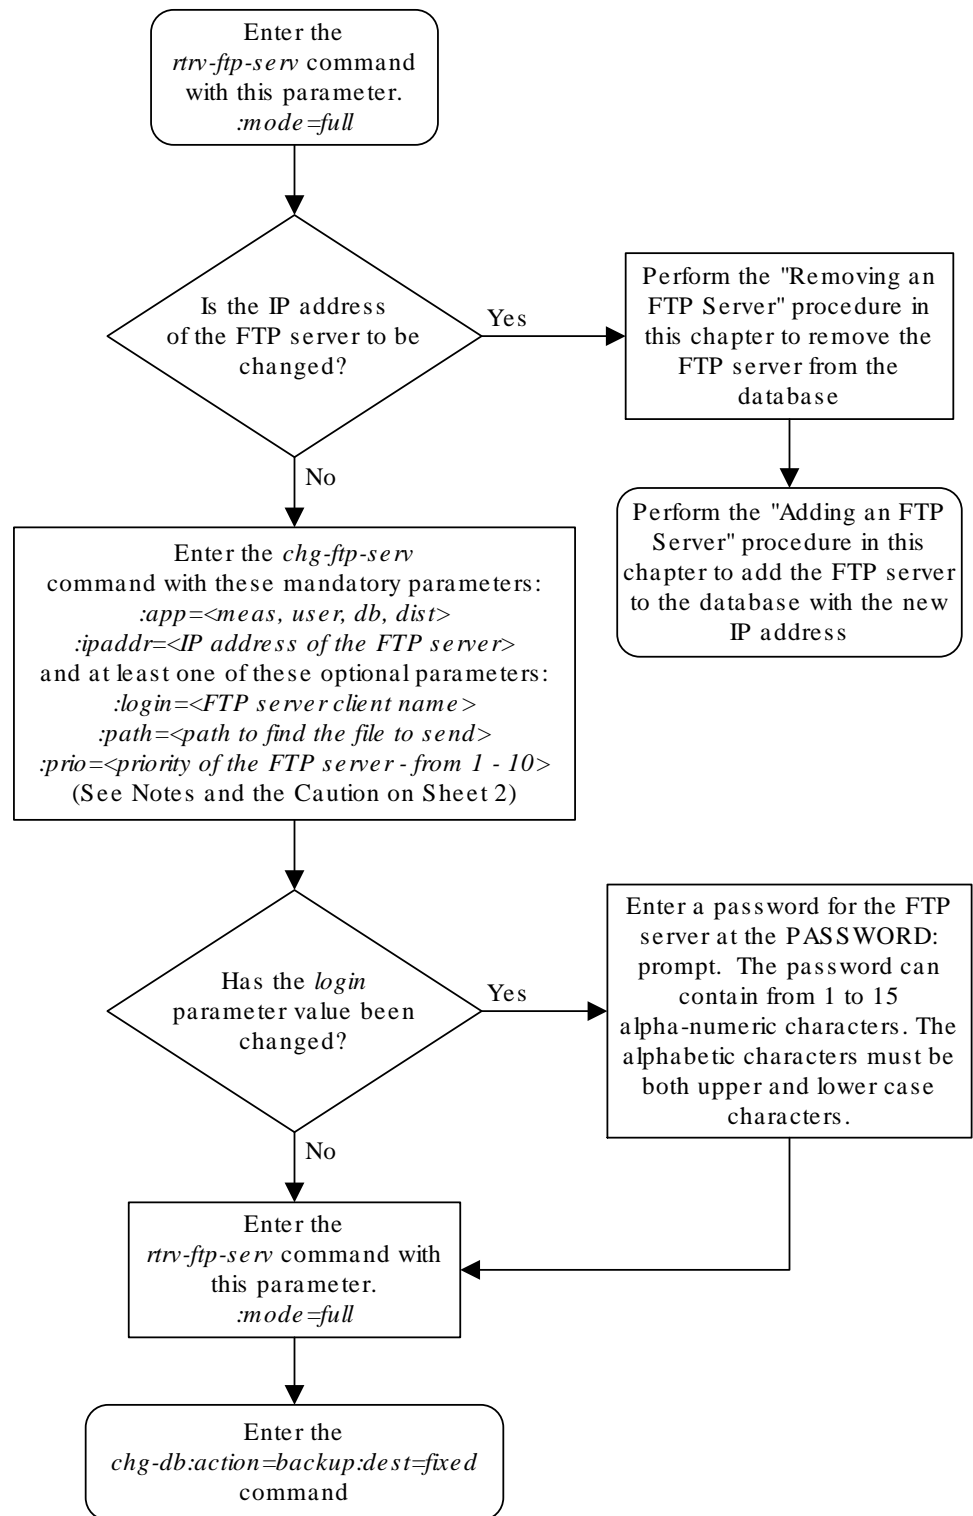 Enter the
rtrv-ftp-serv command
with this parameter.
:mode=full
Is the IP address
of the FTP server to be
changed?
Yes
Perform the "Removing an
FTP Server" procedure in
this chapter to remove the
FTP server from the
database
Perform the "Adding an FTP
Server" procedure in this
chapter to add the FTP server
to the database with the new
IP address
No
Enter the chg-ftp-serv
command with these mandatory parameters:
:app=<meas, user, db, dist>
:ipaddr=<IP address of the FTP server>
and at least one of these optional parameters:
:login=<FTP server client name>
:path=<path to find the file to send>
:prio=<priority of the FTP server - from 1 - 10>
(See Notes and the Caution on Sheet 2)
Has the login
parameter value been
changed?
Yes
Enter a password for the FTP
server at the PASSWORD:
prompt. The password can
contain from 1 to 15
alpha-numeric characters. The
alphabetic characters must be
both upper and lower case
characters.
No
Enter the
rtrv-ftp-serv command with
this parameter.
:mode=full
Enter the
chg-db:action=backup:dest=fixed
command